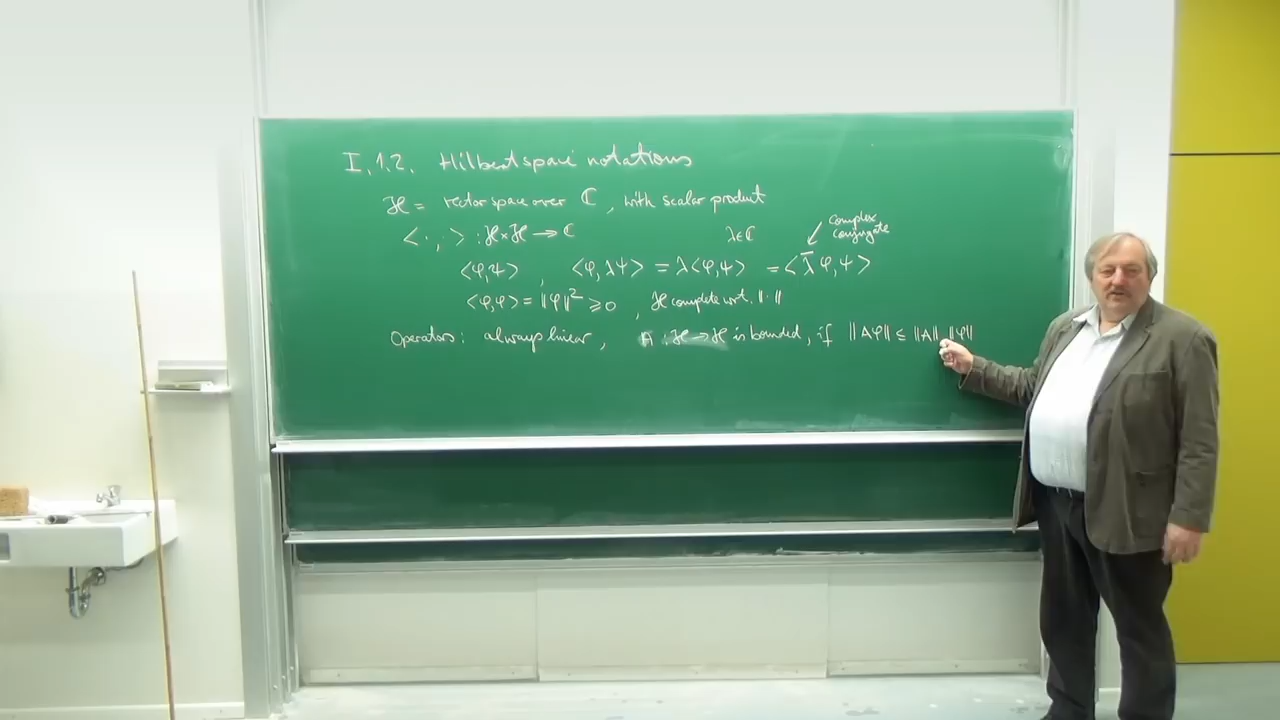 I.1.2. Hilbertspace notations
ℋ = vector space over ℂ, with scalar product
<·,·> : ℋ×ℋ → ℂ
λ∈ℂ
complex conjugate
<φ,ψ>, <φ,λψ> = λ<φ,ψ> = <λ̄φ,ψ>
<φ,φ> = ||φ||² ≥ 0, ℋ complete wrt. ||·||
Operators: always linear, A : ℋ → ℋ is bounded, if ||Aφ|| ≤ ||A|| ||φ||